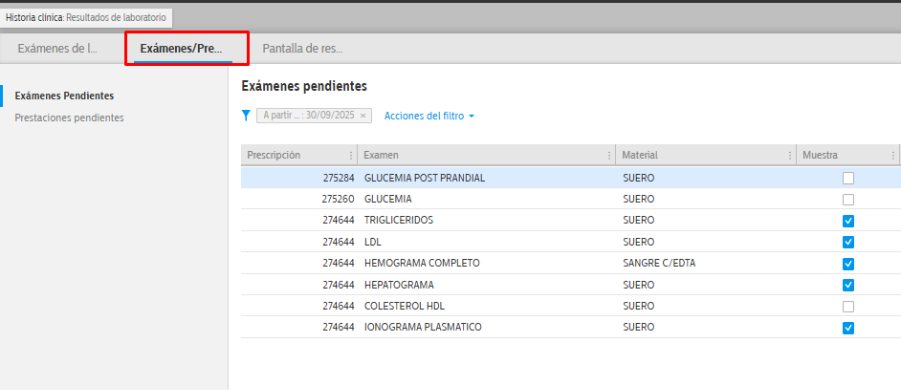 Historia clínica: Resultados de laboratorio
Exámenes de l... Exámenes/Pre... Pantalla de res...
Exámenes Pendientes
Prestaciones pendientes
Exámenes pendientes
A partir ... : 30/09/2025 × Acciones del filtro
Prescripción Examen Material Muestra
275284 GLUCEMIA POST PRANDIAL SUERO
275260 GLUCEMIA SUERO
274644 TRIGLICERIDOS SUERO
274644 LDL SUERO
274644 HEMOGRAMA COMPLETO SANGRE C/EDTA
274644 HEPATOGRAMA SUERO
274644 COLESTEROL HDL SUERO
274644 IONOGRAMA PLASMATICO SUERO